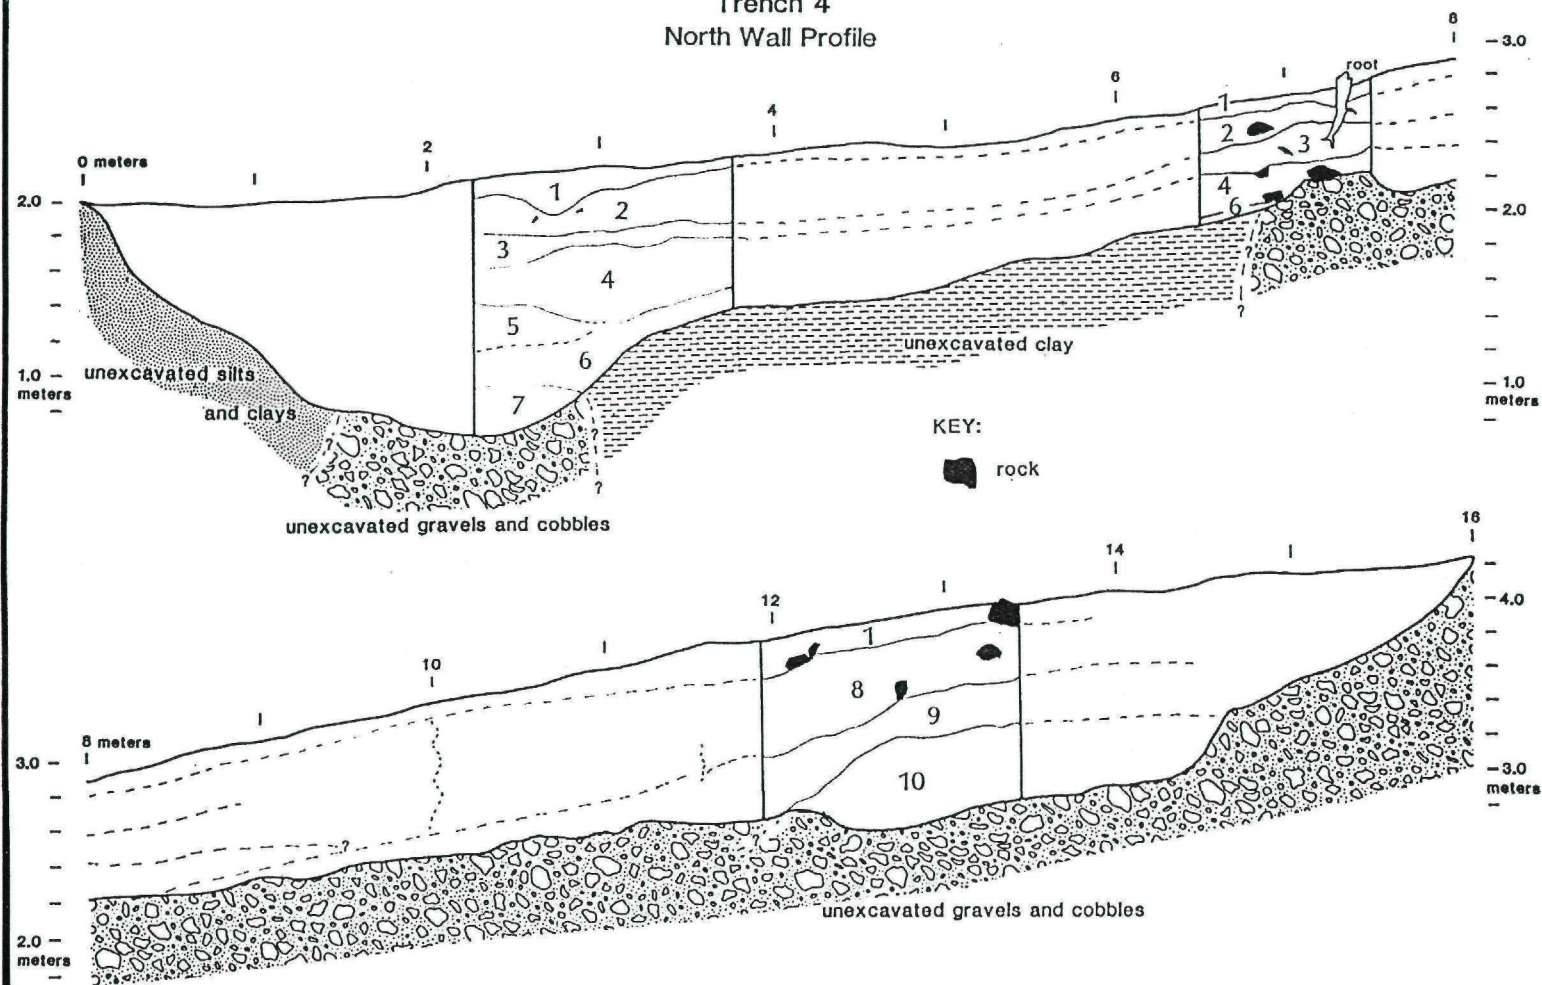 Trench 4
North Wall Profile
0 meters
2
4
6
8
root
3.0
2.0
1.0
meters
2.0
1.0
meters
1
2
3
4
5
6
7
1
2
3
4
6
unexcavated silts
and clays
unexcavated clay
unexcavated gravels and cobbles
?
?
?
?
?
KEY:
rock
8 meters
10
12
14
16
3.0
2.0
meters
4.0
3.0
meters
1
8
9
10
?
?
unexcavated gravels and cobbles